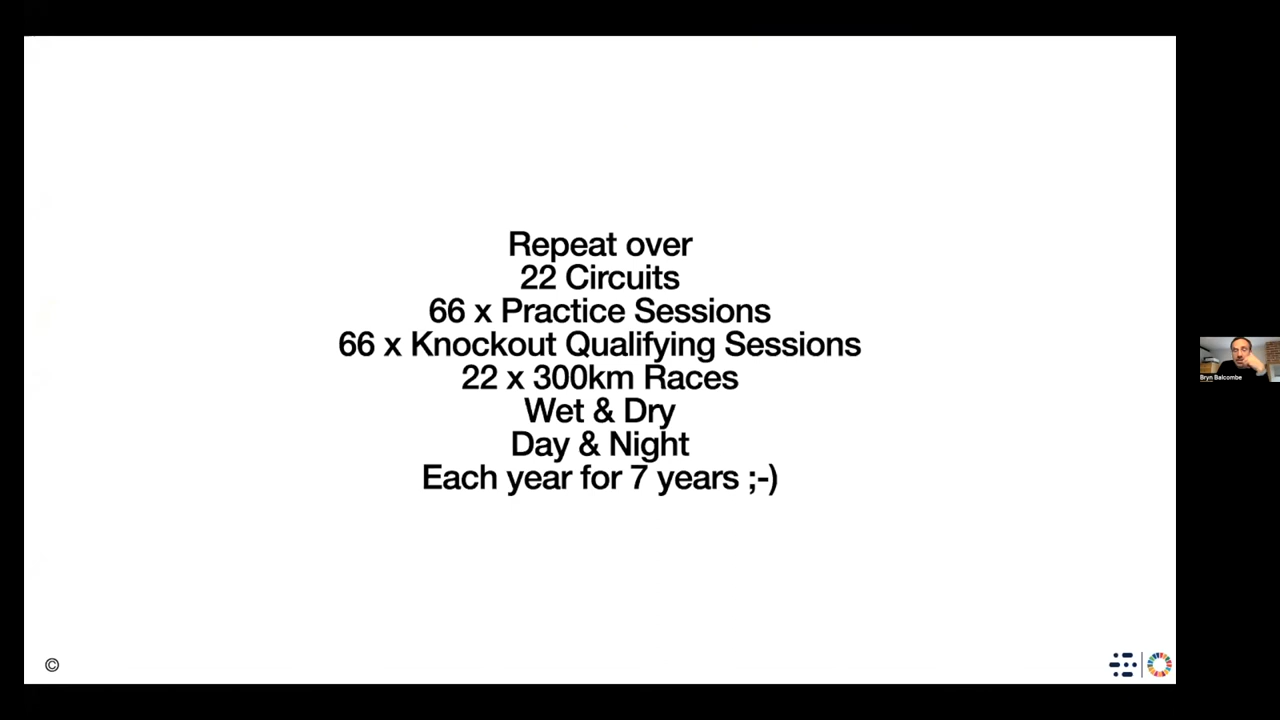 Repeat over
22 Circuits
66 x Practice Sessions
66 x Knockout Qualifying Sessions
22 x 300km Races
Wet & Dry
Day & Night
Each year for 7 years ;-)
Bryn Balcombe
©